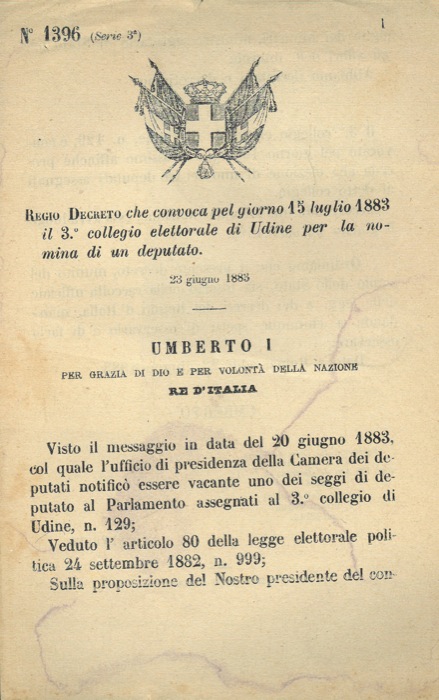 N° 1396 (Serie 3ª)
1
REGIO DECRETO che convoca pel giorno 15 luglio 1883
il 3.° collegio elettorale di Udine per la no-
mina di un deputato.
23 giugno 1883
UMBERTO I
PER GRAZIA DI DIO E PER VOLONTÀ DELLA NAZIONE
RE D'ITALIA
Visto il messaggio in data del 20 giugno 1883,
col quale l'ufficio di presidenza della Camera dei de-
putati notificò essere vacante uno dei seggi di de-
putato al Parlamento assegnati al 3.° collegio di
Udine, n. 129;
Veduto l' articolo 80 della legge elettorale poli-
tica 24 settembre 1882, n. 999;
Sulla proposizione del Nostro presidente del con-